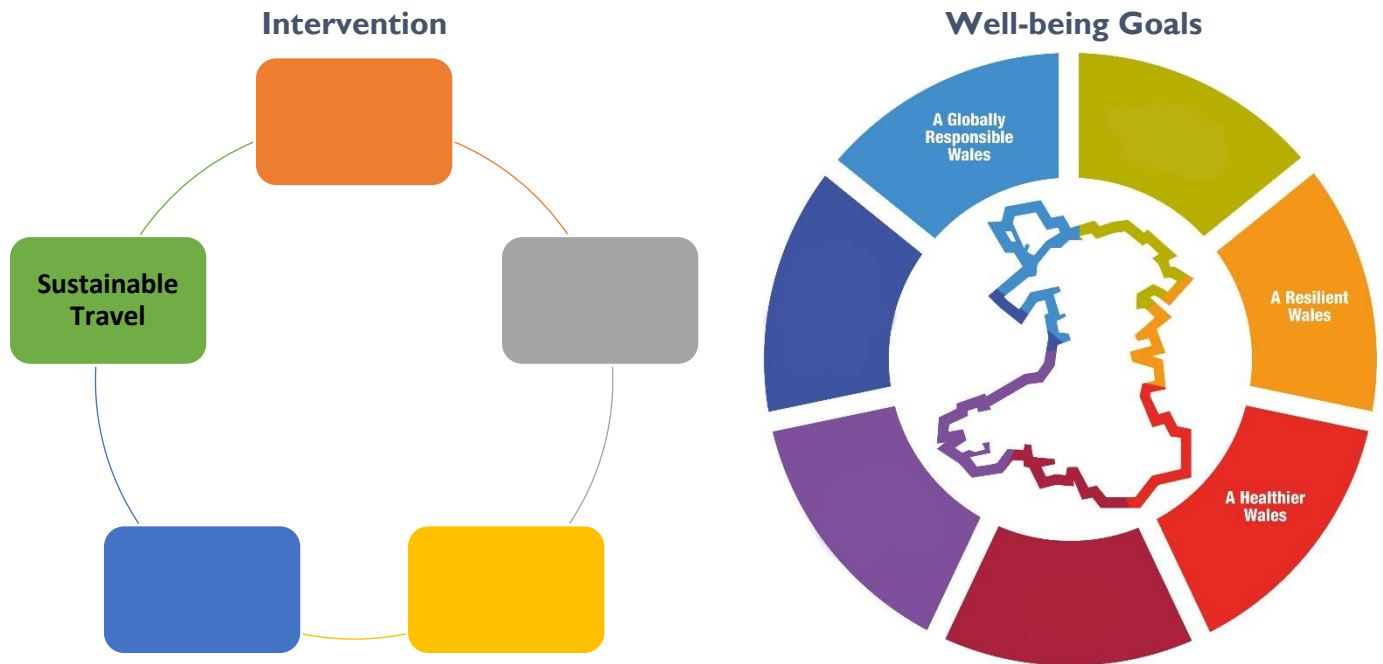 Intervention
Well-being Goals
Sustainable
Travel
A Globally
Responsible
Wales
A Resilient
Wales
A Healthier
Wales